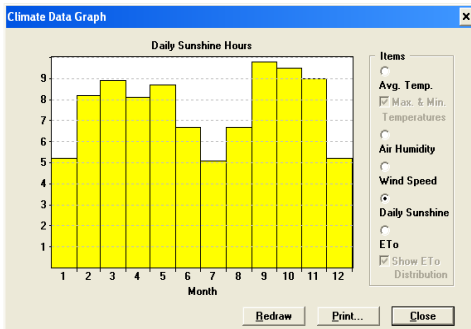 Climate Data Graph
Daily Sunshine Hours
9
8
7
6
5
4
3
2
1
1 2 3 4 5 6 7 8 9 10 11 12
Month
Items
Avg. Temp.
Max. & Min.
Temperatures
Air Humidity
Wind Speed
Daily Sunshine
ETo
Show ETo
Distribution
Redraw Print... Close